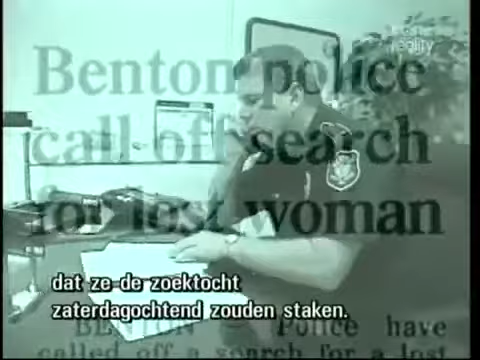 reality
Benton police
call off search
for lost woman
dat ze de zoektocht
zaterdagochtend zouden staken.
BENTON Police have
called off a search for a lost